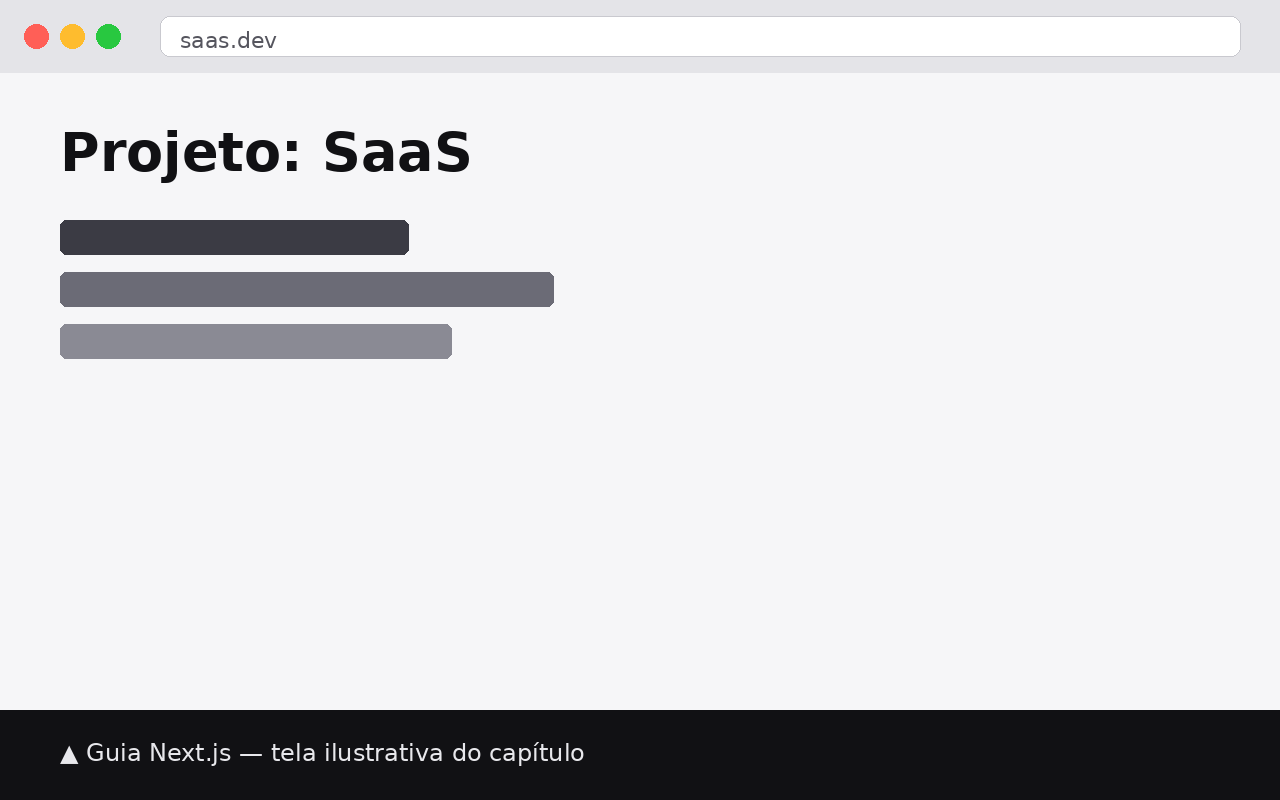 saas.dev
Projeto: SaaS
▲ Guia Next.js — tela ilustrativa do capítulo